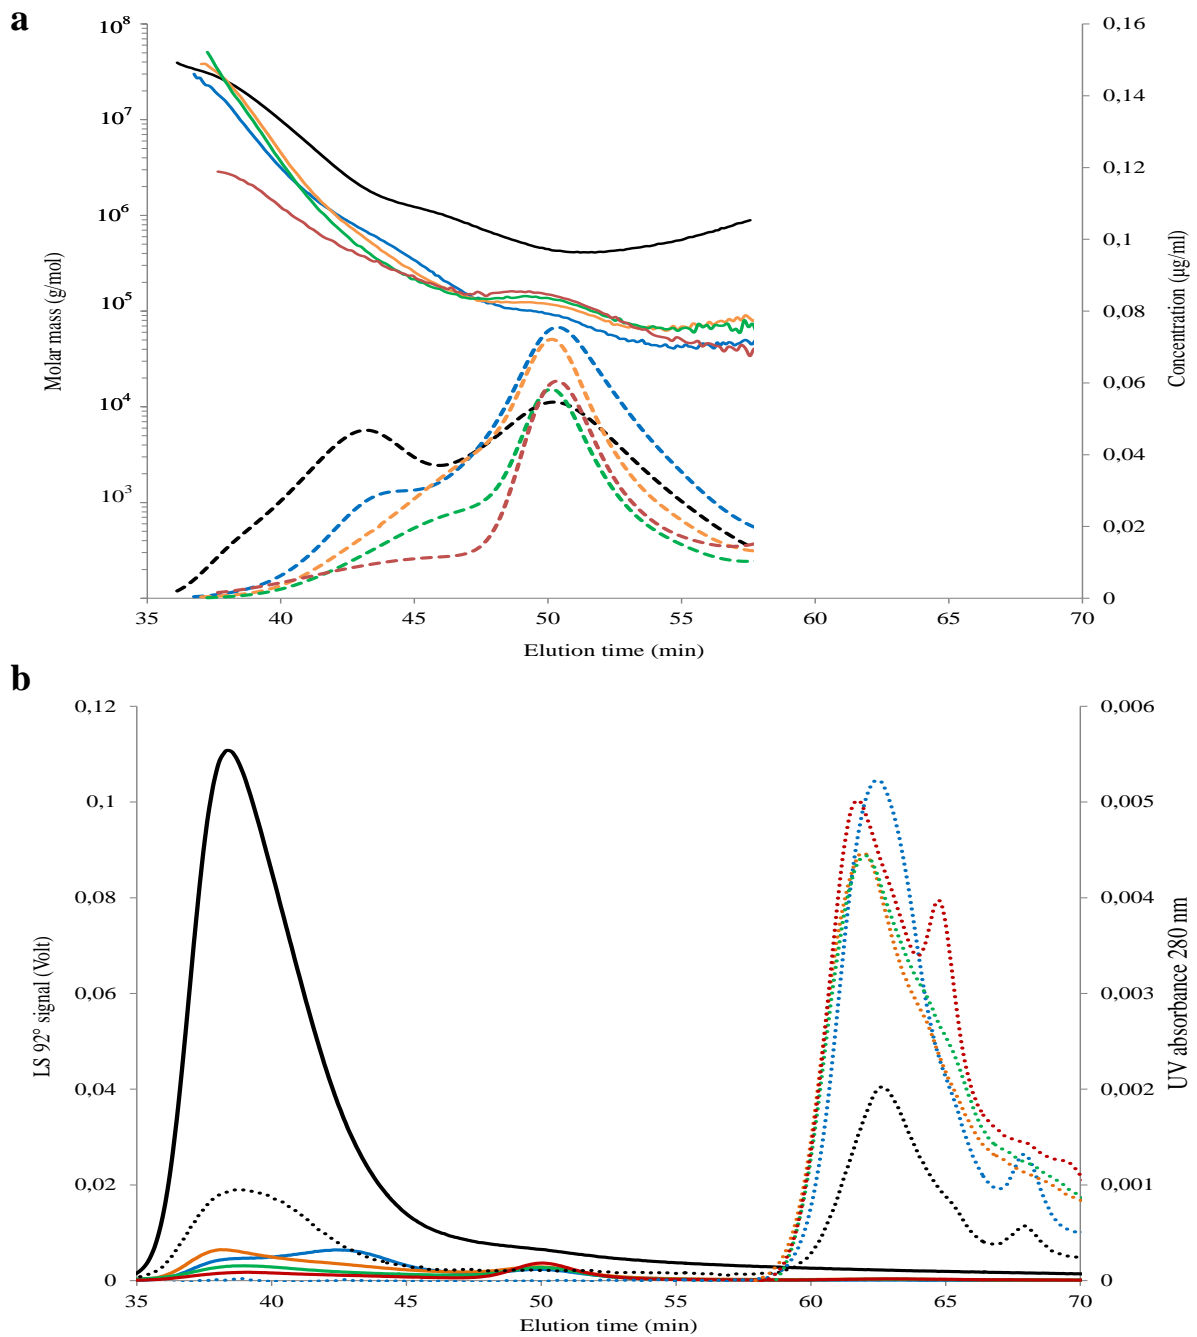 a
10⁸
10⁷
10⁶
10⁵
10⁴
10³
Molar mass (g/mol)
0,16
0,14
0,12
0,1
0,08
0,06
0,04
0,02
0
Concentration (µg/ml)
35 40 45 50 55 60 65 70
Elution time (min)
b
0,12
0,1
0,08
0,06
0,04
0,02
0
LS 92° signal (Volt)
0,006
0,005
0,004
0,003
0,002
0,001
0
UV absorbance 280 nm
35 40 45 50 55 60 65 70
Elution time (min)